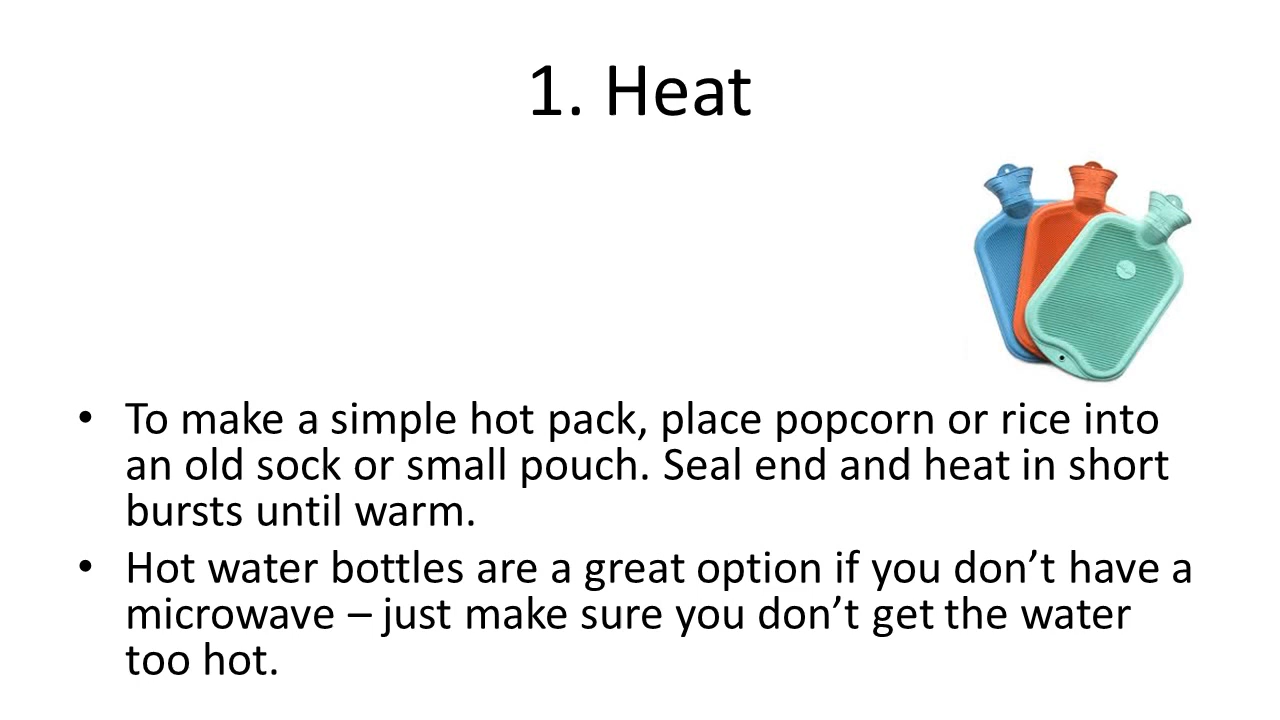 1. Heat
• To make a simple hot pack, place popcorn or rice into
an old sock or small pouch. Seal end and heat in short
bursts until warm.
• Hot water bottles are a great option if you don’t have a
microwave – just make sure you don’t get the water
too hot.